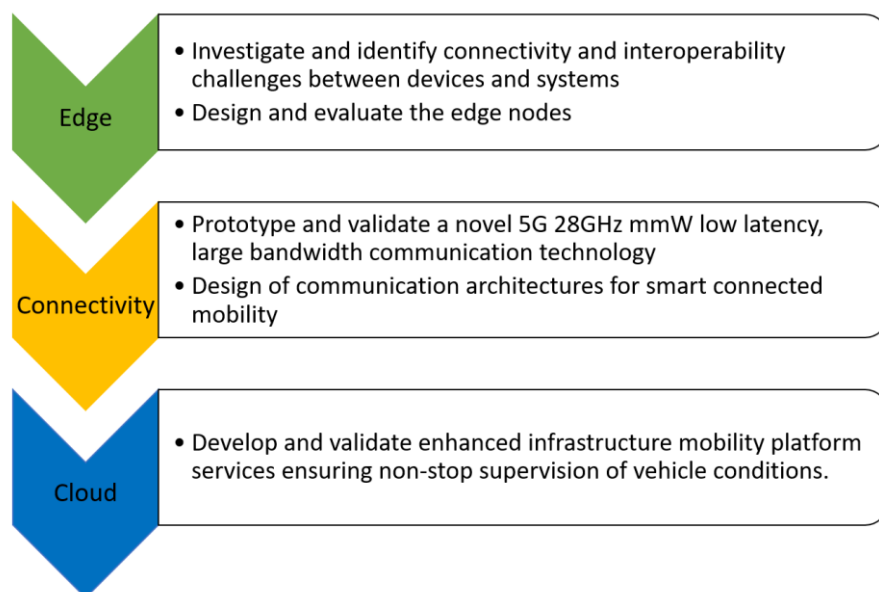 Edge
• Investigate and identify connectivity and interoperability
challenges between devices and systems
• Design and evaluate the edge nodes
Connectivity
• Prototype and validate a novel 5G 28GHz mmW low latency,
large bandwidth communication technology
• Design of communication architectures for smart connected
mobility
Cloud
• Develop and validate enhanced infrastructure mobility platform
services ensuring non-stop supervision of vehicle conditions.